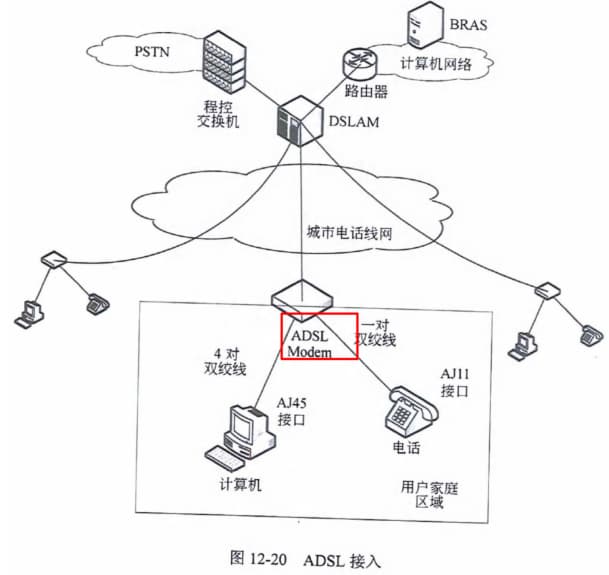 BRAS
PSTN
计算机网络
路由器
程控
交换机
DSLAM
城市电话线网
ADSL
Modem
一对
双绞线
4 对
双绞线
AJ11
接口
AJ45
接口
电话
计算机
用户家庭
区域
图 12-20 ADSL 接入